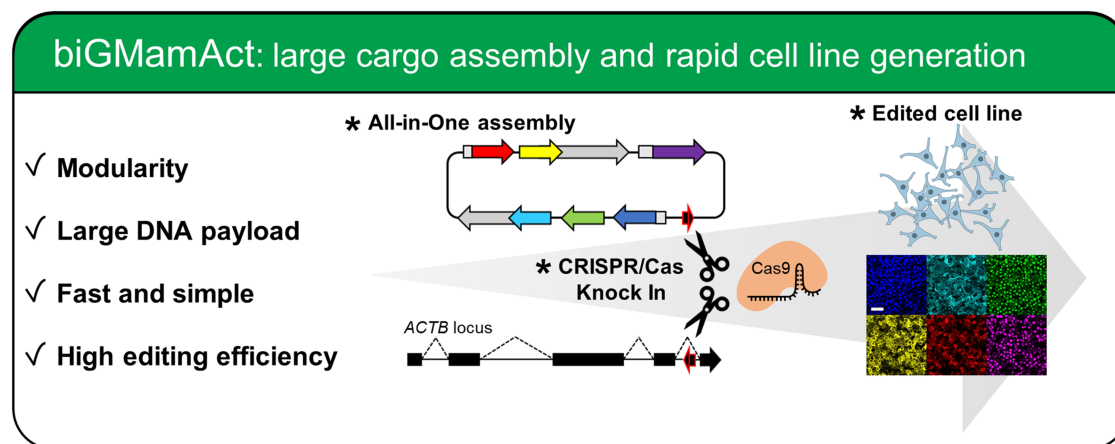 biGMamAct: large cargo assembly and rapid cell line generation
✓ Modularity
✓ Large DNA payload
✓ Fast and simple
✓ High editing efficiency
* All-in-One assembly
* CRISPR/Cas
Knock In
Cas9
ACTB locus
* Edited cell line